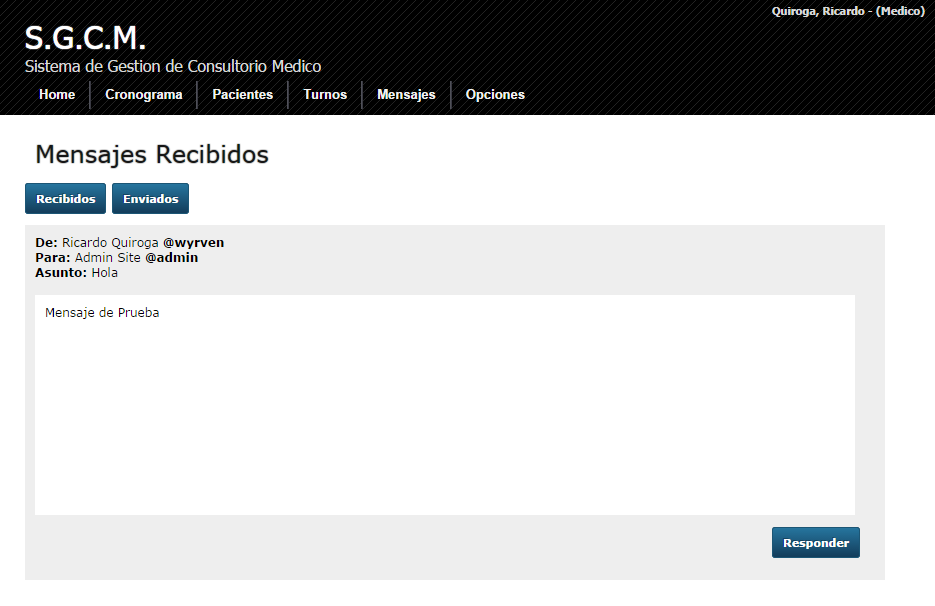 Quiroga, Ricardo - (Medico)
S.G.C.M.
Sistema de Gestion de Consultorio Medico
Home Cronograma Pacientes Turnos Mensajes Opciones
Mensajes Recibidos
Recibidos Enviados
De: Ricardo Quiroga @wyrven
Para: Admin Site @admin
Asunto: Hola
Mensaje de Prueba
Responder